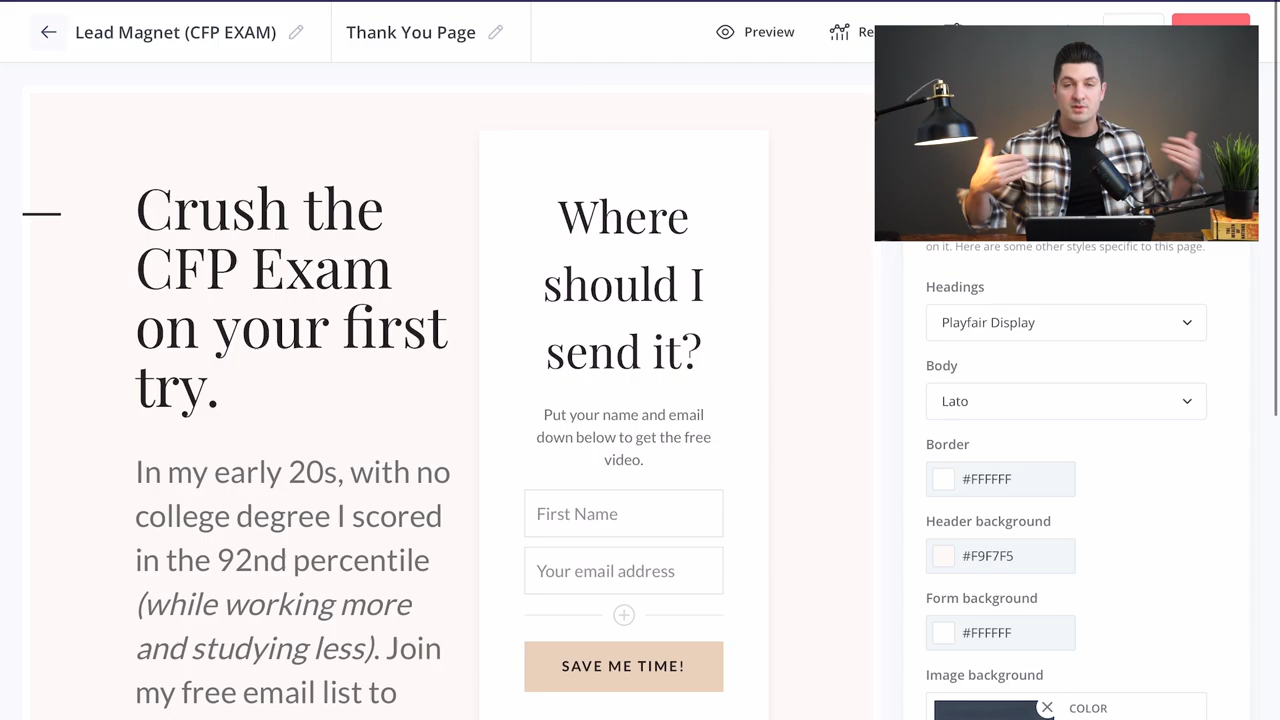 Lead Magnet (CFP EXAM)
Thank You Page
Preview
Re
Crush the
CFP Exam
on your first
try.
In my early 20s, with no
college degree I scored
in the 92nd percentile
(while working more
and studying less). Join
my free email list to
Where
should I
send it?
Put your name and email
down below to get the free
video.
First Name
Your email address
SAVE ME TIME!
on it. Here are some other styles specific to this page.
Headings
Playfair Display
Body
Lato
Border
#FFFFFF
Header background
#F9F7F5
Form background
#FFFFFF
Image background
COLOR